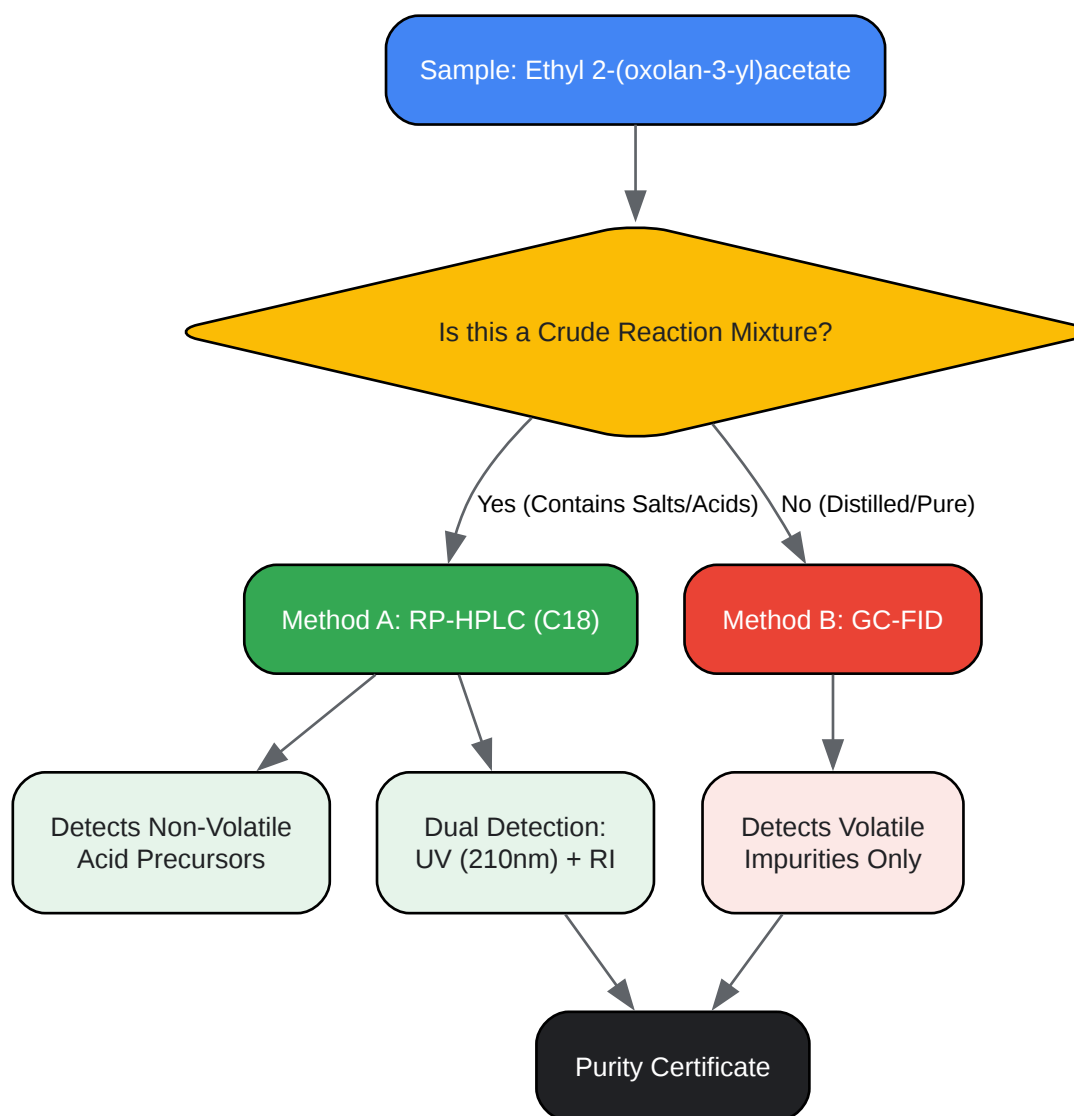 Sample: Ethyl 2-(oxolan-3-yl)acetate
Is this a Crude Reaction Mixture?
Yes (Contains Salts/Acids)
No (Distilled/Pure)
Method A: RP-HPLC (C18)
Method B: GC-FID
Detects Non-Volatile
Acid Precursors
Dual Detection:
UV (210nm) + RI
Detects Volatile
Impurities Only
Purity Certificate